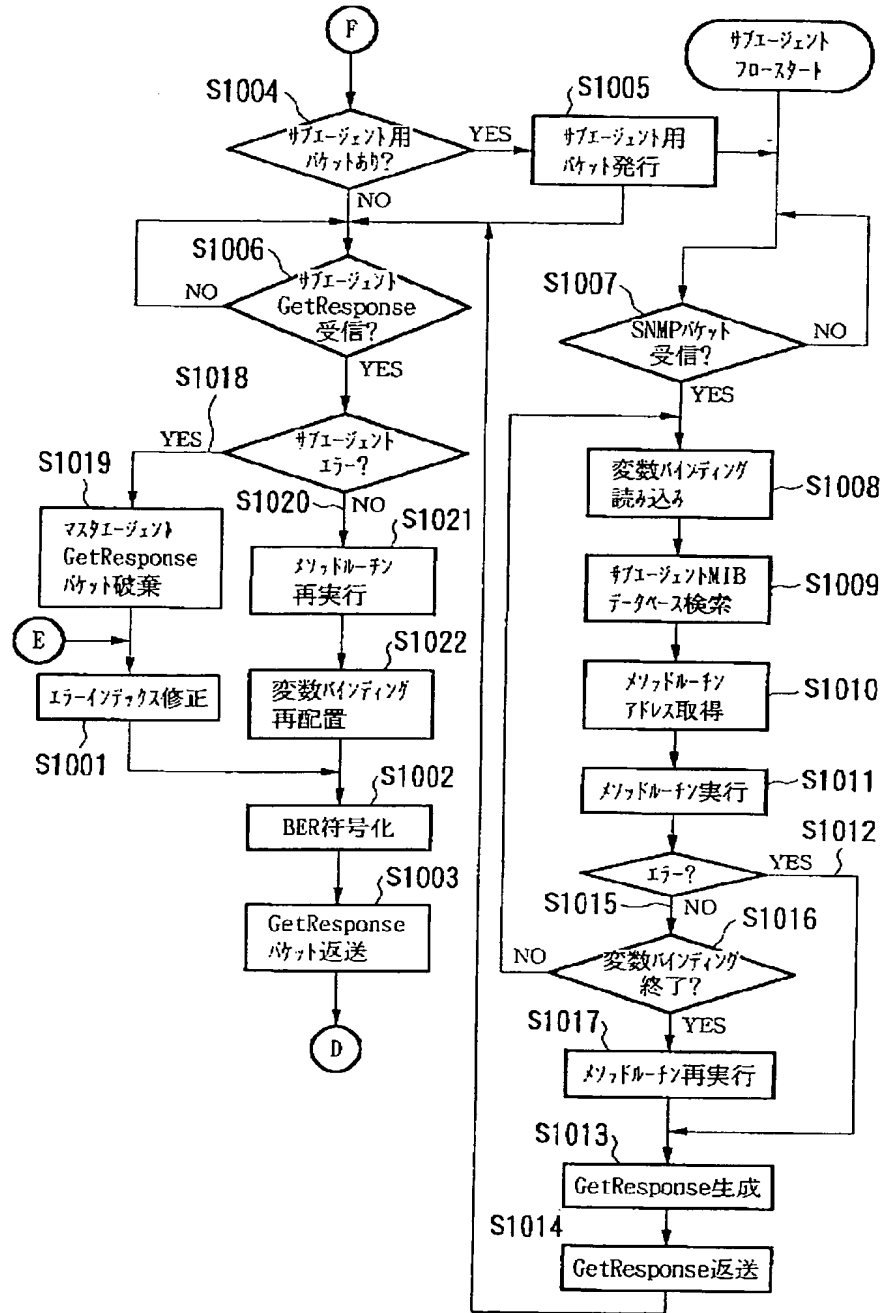 F
サブエージェント
フロースタート
S1004
S1005
サブエージェント用
パケットあり?
YES
サブエージェント用
パケット発行
NO
S1006
サブエージェント
GetResponse
受信?
NO
YES
S1007
SNMPパケット
受信?
NO
YES
S1018
サブエージェント
エラー?
YES
S1019
マスタエージェント
GetResponse
パケット破棄
S1020
NO
S1021
メソッドルーチン
再実行
E
エラーインデックス修正
S1001
S1022
変数バインディング
再配置
S1002
BER符号化
S1003
GetResponse
パケット返送
D
変数バインディング
読み込み
S1008
サブエージェントMIB
データベース検索
S1009
メソッドルーチン
アドレス取得
S1010
メソッドルーチン実行
S1011
S1012
エラー?
YES
S1015
NO
S1016
変数バインディング
終了?
NO
YES
S1017
メソッドルーチン再実行
S1013
GetResponse生成
S1014
GetResponse返送